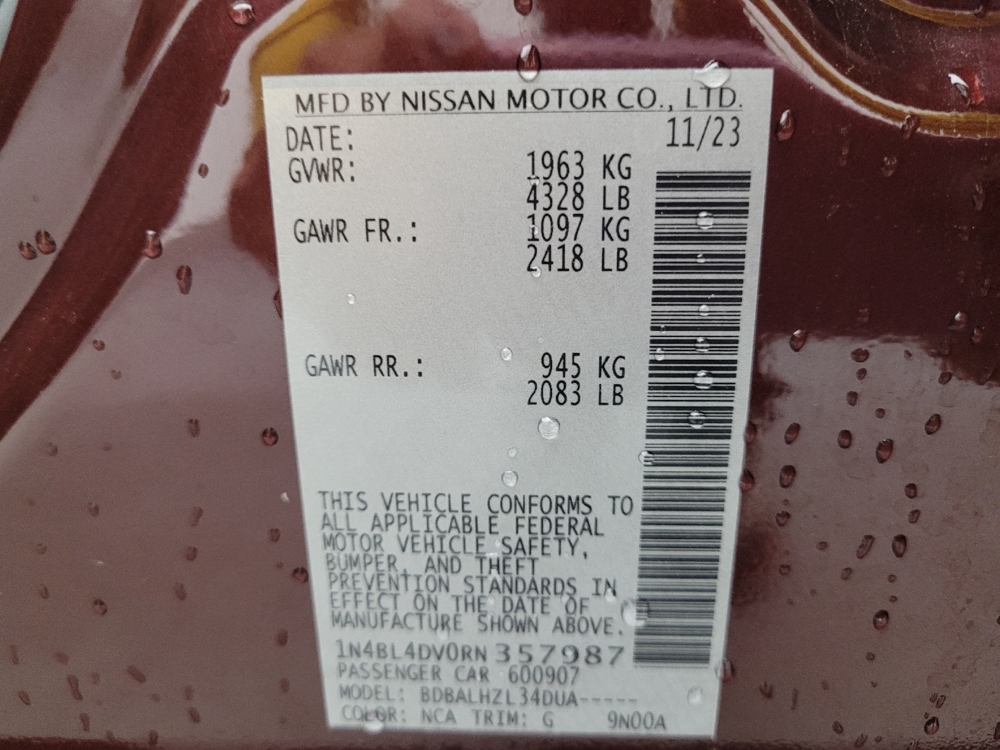 MFD BY NISSAN MOTOR CO., LTD.
DATE: 11/23
GVWR: 1963 KG
4328 LB
GAWR FR.: 1097 KG
2418 LB
GAWR RR.: 945 KG
2083 LB
THIS VEHICLE CONFORMS TO
ALL APPLICABLE FEDERAL
MOTOR VEHICLE SAFETY,
BUMPER, AND THEFT
PREVENTION STANDARDS IN
EFFECT ON THE DATE OF
MANUFACTURE SHOWN ABOVE.
1N4BL4DV0RN357987
PASSENGER CAR 600907
MODEL: BDBALHZL34DUA-----
COLOR: NCA TRIM: G 9N00A